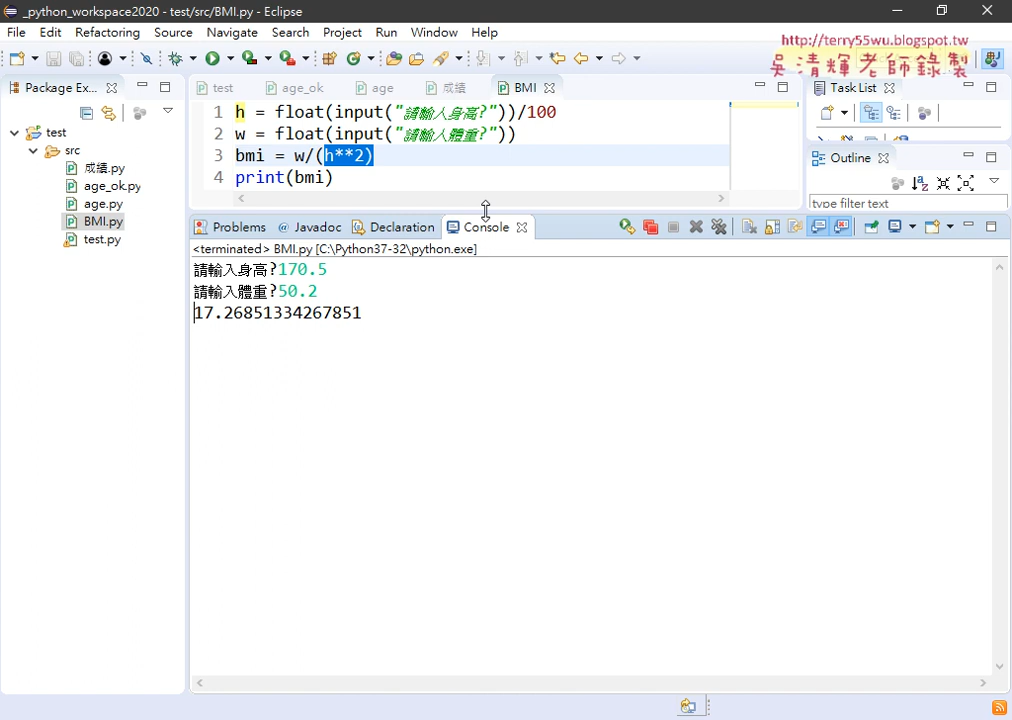 _python_workspace2020 - test/src/BMI.py - Eclipse
File Edit Refactoring Source Navigate Search Project Run Window Help
http://terry55wu.blogspot.tw
吳清輝老師錄製
Package Ex...
test age_ok age 成績 BMI
Task List
test
src
成績.py
age_ok.py
age.py
BMI.py
test.py
1 h = float(input("請輸入身高?"))/100
2 w = float(input("請輸入體重?"))
3 bmi = w/(h**2)
4 print(bmi)
Outline
type filter text
Problems @ Javadoc Declaration Console
<terminated> BMI.py [C:\Python37-32\python.exe]
請輸入身高?170.5
請輸入體重?50.2
17.26851334267851